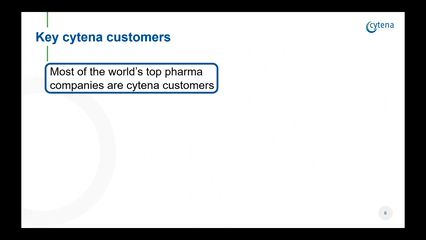 cytena
Key cytena customers
Most of the world's top pharma
companies are cytena customers
6